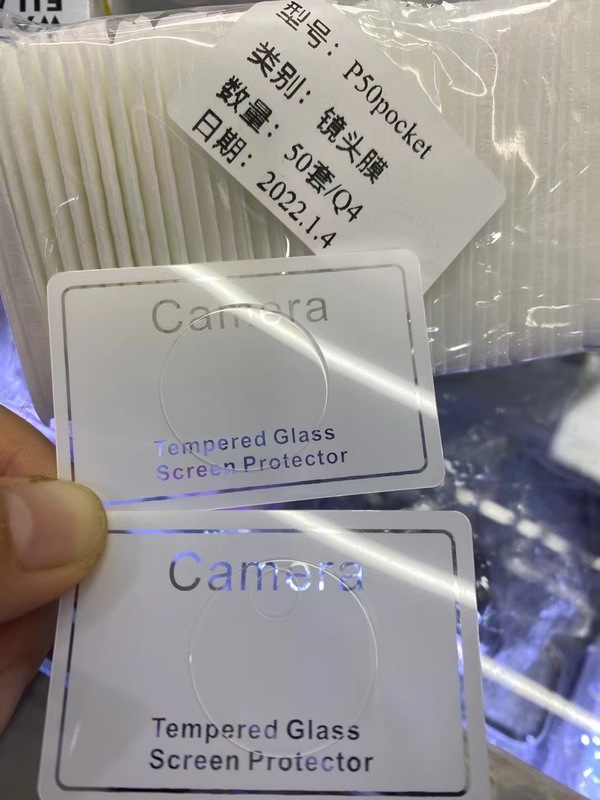 型号：P50pocket
类别：镜头膜
数量：50套/Q4
日期：2022.1.4
Camera
Tempered Glass
Screen Protector
Camera
Tempered Glass
Screen Protector